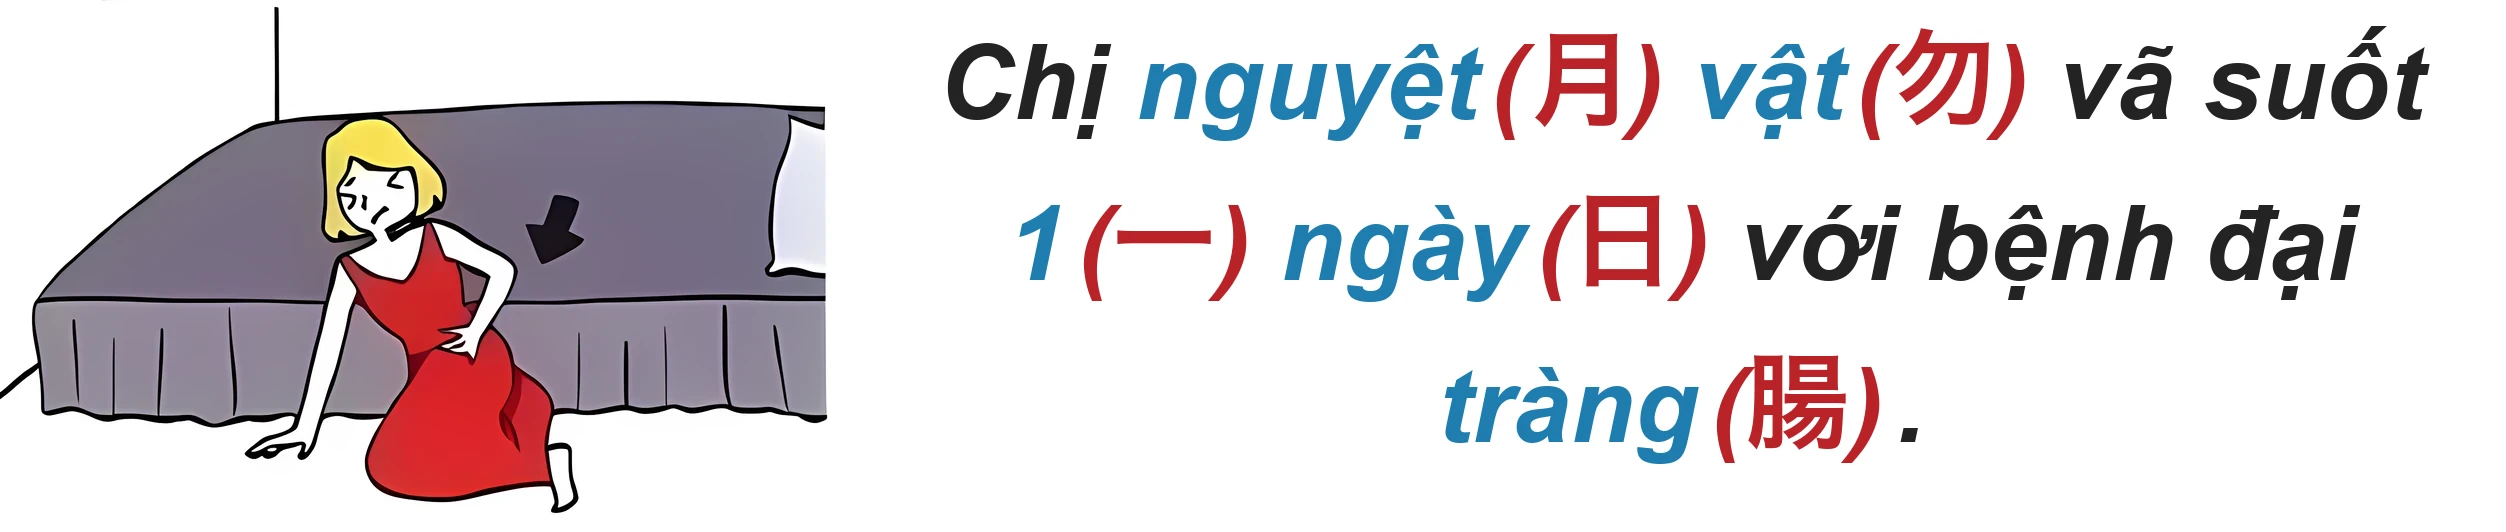 Chị nguyệt(月) vật(勿) vã suốt
1(一) ngày(日) với bệnh đại
tràng(腸).